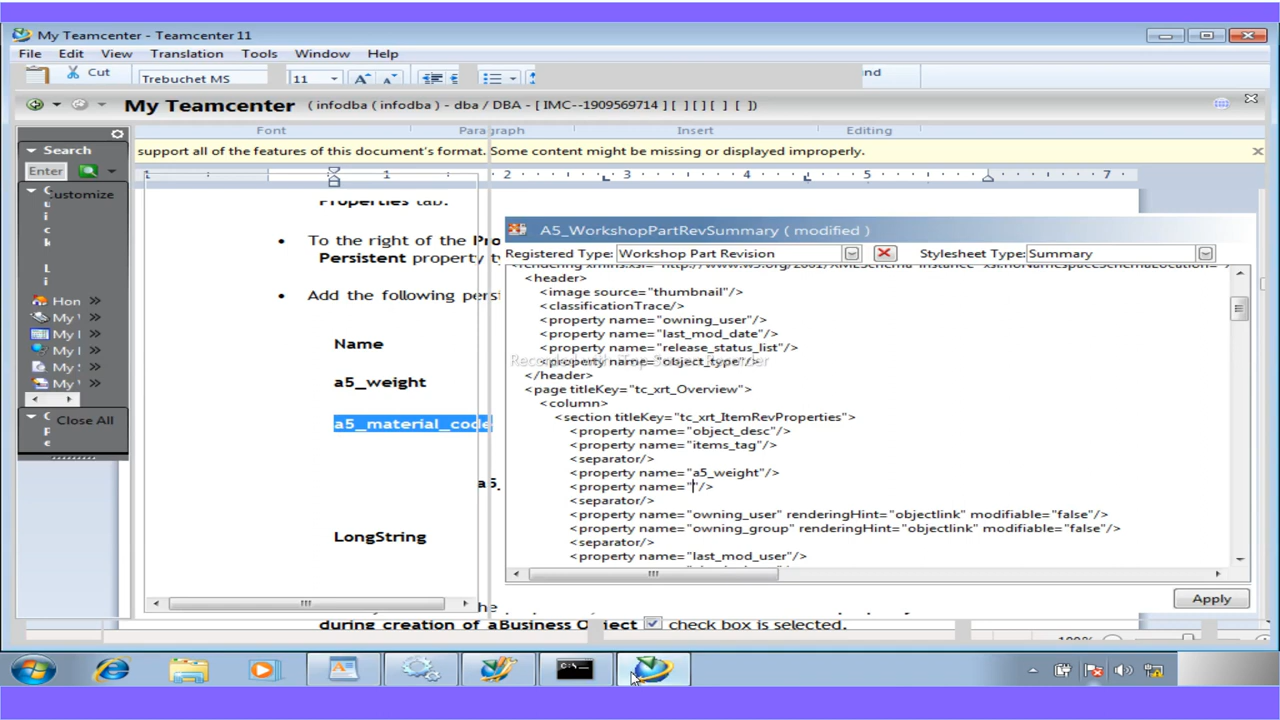 My Teamcenter - Teamcenter 11
File Edit View Translation Tools Window Help
Cut Trebuchet MS 11 A A nd
My Teamcenter ( infodba ( infodba ) - dba / DBA - [ IMC--1909569714 ] [ ] [ ] [ ] [ ] )
Font Paragraph Insert Editing
Search
support all of the features of this document's format. Some content might be missing or displayed improperly.
Enter
1 1 2 3 4 5 7
Customize
Properties tab.
A5_WorkshopPartRevSummary ( modified )
To the right of the
Registered Type: Workshop Part Revision Stylesheet Type: Summary
Persistent property
<header>
<image source="thumbnail"/>
Add the following
<classificationTrace/>
<property name="owning_user"/>
<property name="last_mod_date"/>
Name
<property name="release_status_list"/>
<property name="object_type"/>
</header>
a5_weight
<page titleKey="tc_xrt_Overview">
<column>
Close All
<section titleKey="tc_xrt_ItemRevProperties">
a5_material_code
<property name="object_desc"/>
<property name="items_tag"/>
<separator/>
<property name="a5_weight"/>
<property name=""/>
<separator/>
<property name="owning_user" renderingHint="objectlink" modifiable="false"/>
<property name="owning_group" renderingHint="objectlink" modifiable="false"/>
LongString
<separator/>
<property name="last_mod_user"/>
Apply
during creation of a Business Object check box is selected.